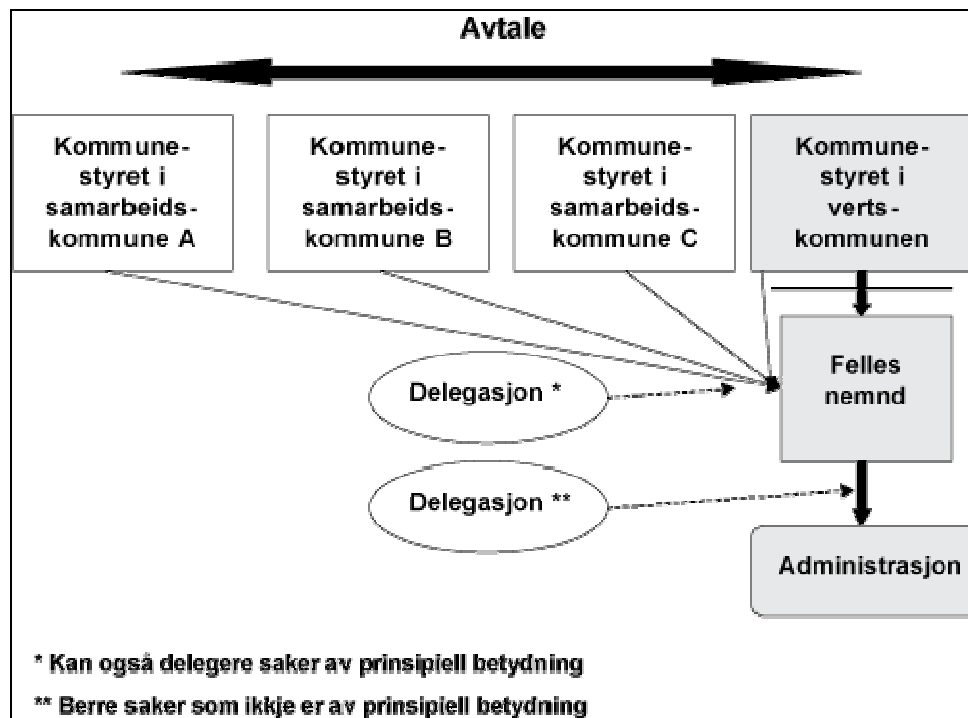 Avtale
Kommune-
styret i
samarbeids-
kommune A
Kommune-
styret i
samarbeids-
kommune B
Kommune-
styret i
samarbeids-
kommune C
Kommune-
styret i
verts-
kommunen
Felles
nemnd
Delegasjon *
Delegasjon **
Administrasjon
* Kan også delegere saker av prinsipiell betydning
** Berre saker som ikkje er av prinsipiell betydning